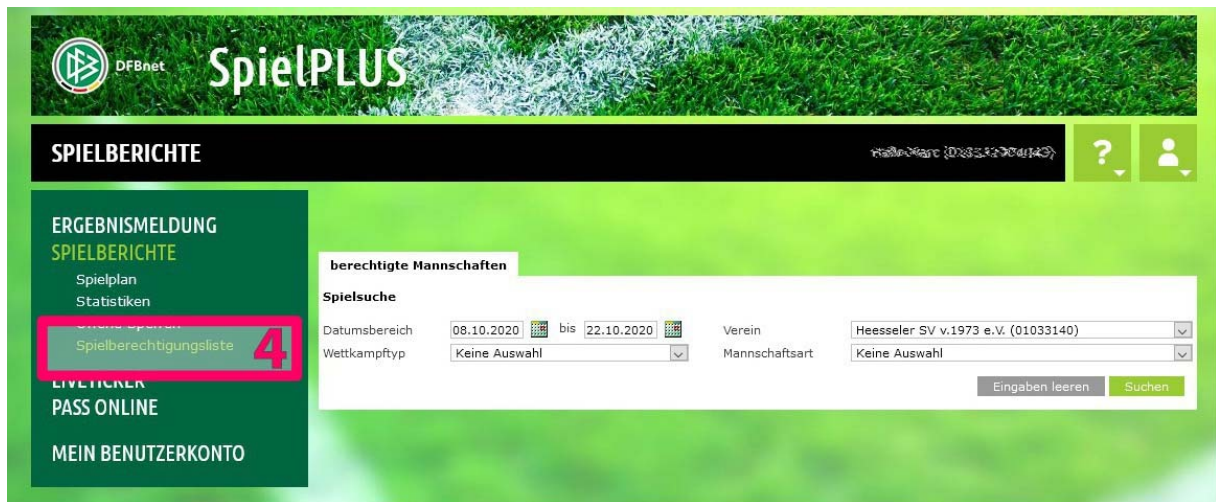 DFBnet
SpielPLUS
SPIELBERICHTE
?
ERGEBNISMELDUNG
SPIELBERICHTE
Spielplan
Statistiken
Spielberechtigungsliste
4
LIVETICKER
PASS ONLINE
MEIN BENUTZERKONTO
berechtigte Mannschaften
Spielsuche
Datumsbereich 08.10.2020 bis 22.10.2020 Verein Heesseler SV v.1973 e.V. (01033140)
Wettkampftyp Keine Auswahl Mannschaftsart Keine Auswahl
Eingaben leeren Suchen